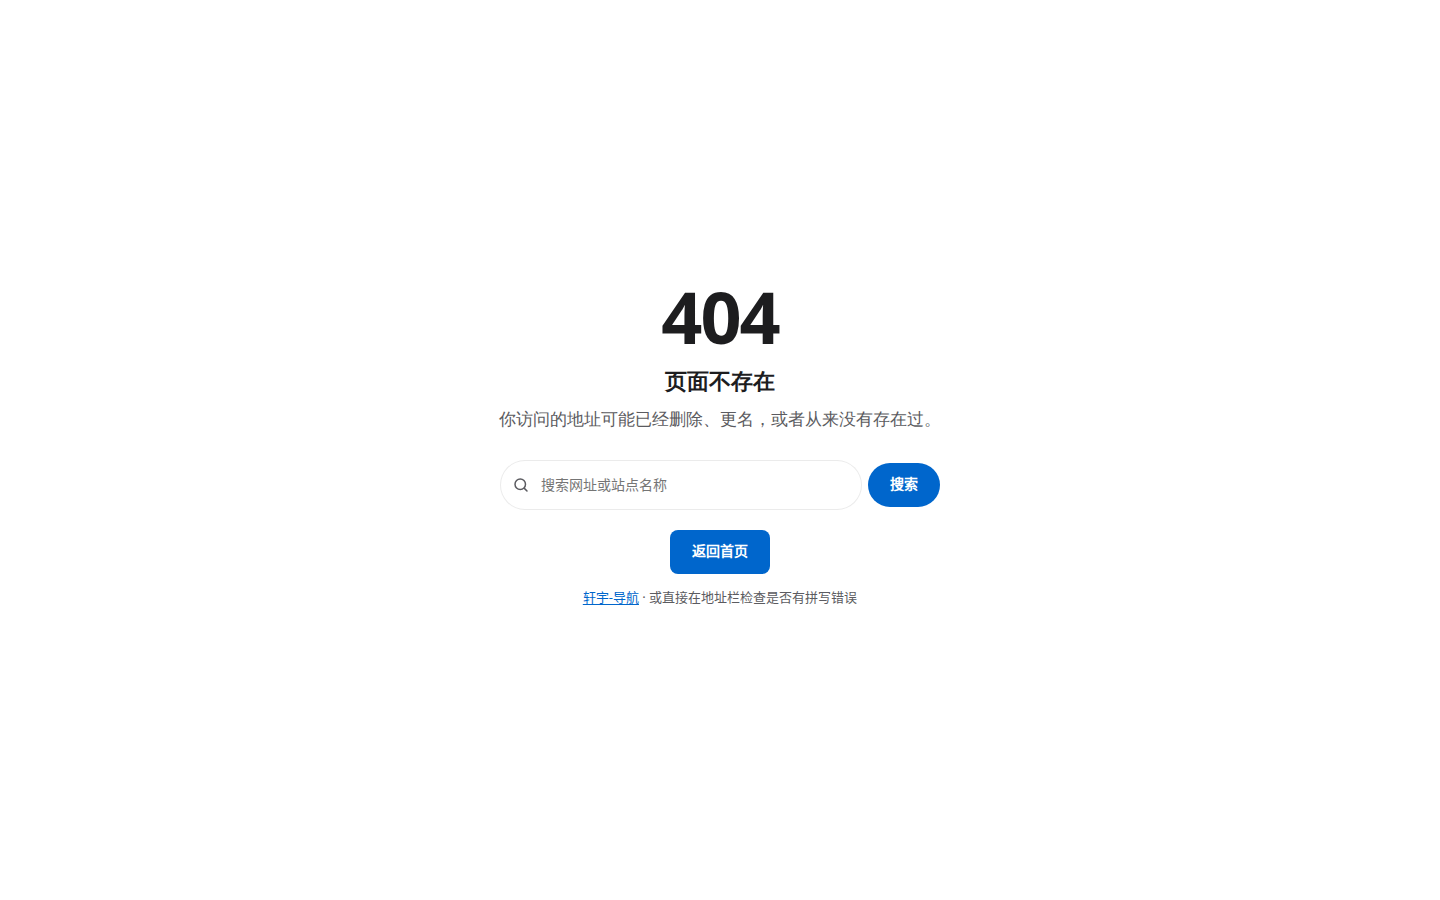 404
页面不存在
你访问的地址可能已经删除、更名，或者从来没有存在过。
搜索网址或站点名称
搜索
返回首页
轩宇-导航 · 或直接在地址栏检查是否有拼写错误